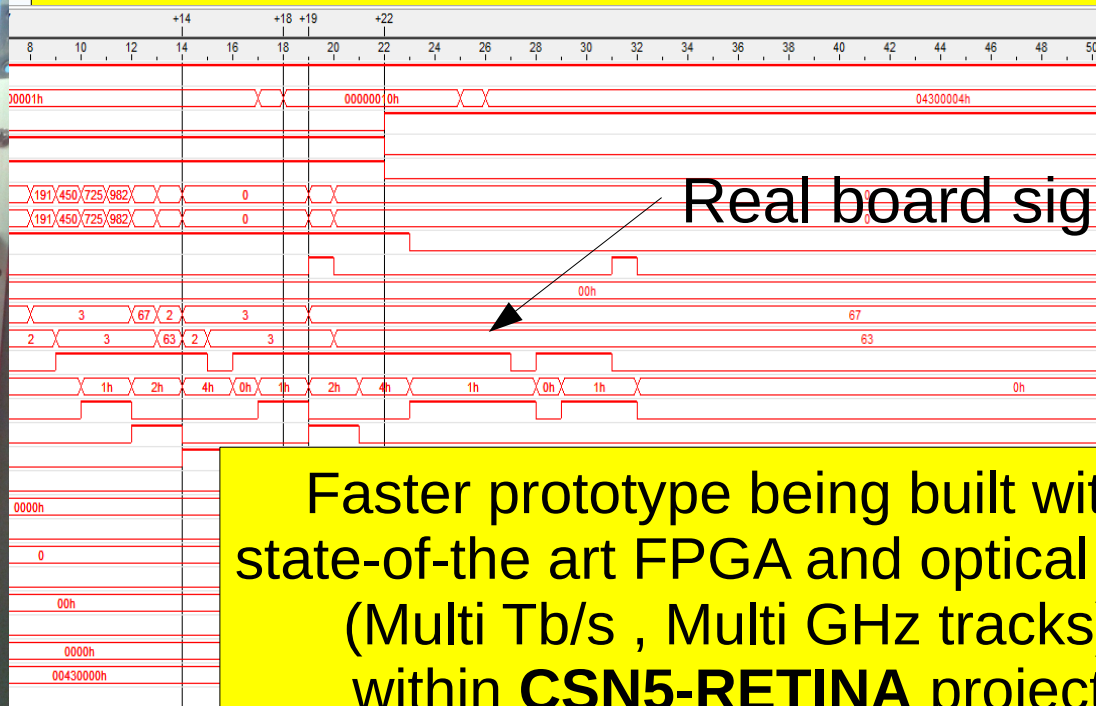 +14 +18 +19 +22
8 10 12 14 16 18 20 22 24 26 28 30 32 34 36 38 40 42 44 46 48 50
00001h 00000010h 04300004h
191 450 725 982 0 0
191 450 725 982 0 0
Real board sig
00h
3 67 2 3 67
2 3 63 2 3 63
1h 2h 4h 0h 1h 2h 4h 1h 0h 1h 0h
0000h
0
00h
0000h
00430000h
Faster prototype being built wit
state-of-the art FPGA and optical
(Multi Tb/s , Multi GHz tracks)
within CSN5-RETINA project